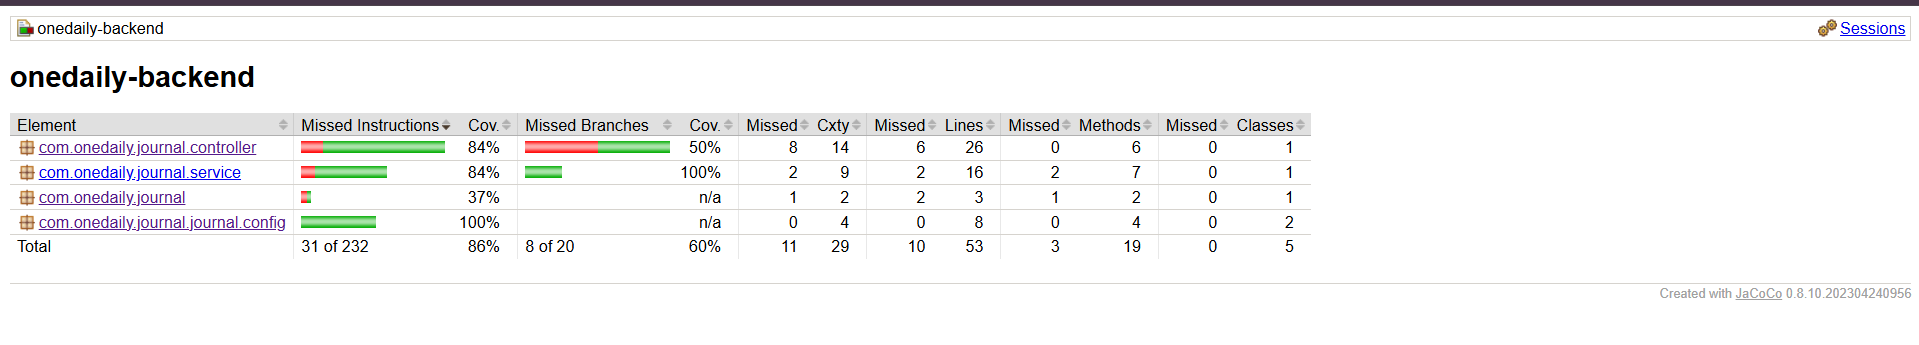 onedaily-backend Sessions
onedaily-backend
Element Missed Instructions Cov. Missed Branches Cov. Missed Cxty Missed Lines Missed Methods Missed Classes
com.onedaily.journal.controller 84% 50% 8 14 6 26 0 6 0 1
com.onedaily.journal.service 84% 100% 2 9 2 16 2 7 0 1
com.onedaily.journal 37% n/a 1 2 2 3 1 2 0 1
com.onedaily.journal.journal.config 100% n/a 0 4 0 8 0 4 0 2
Total 31 of 232 86% 8 of 20 60% 11 29 10 53 3 19 0 5
Created with JaCoCo 0.8.10.202304240956